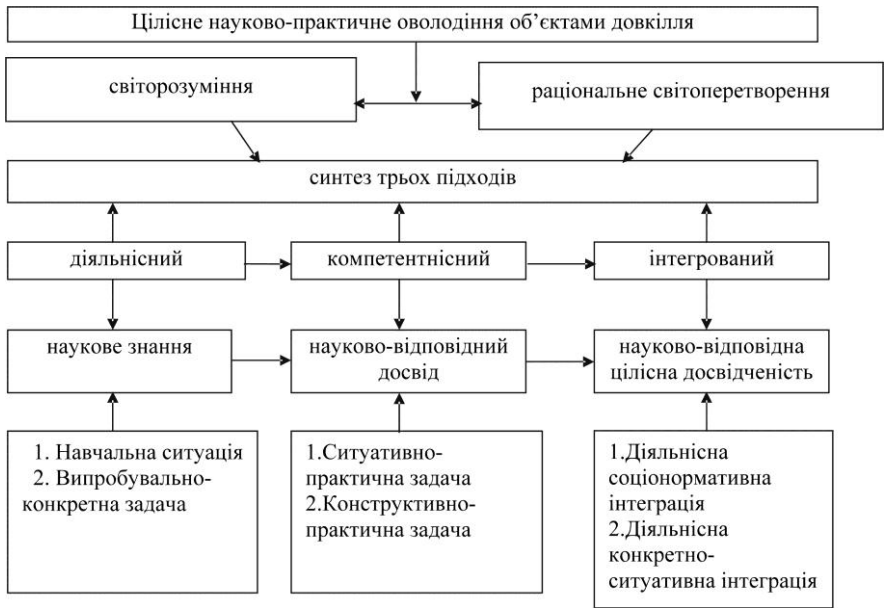 Цілісне науково-практичне оволодіння об’єктами довкілля
світорозуміння
раціональне світоперетворення
синтез трьох підходів
діяльнісний
компетентнісний
інтегрований
наукове знання
науково-відповідний
досвід
науково-відповідна
цілісна досвідченість
1. Навчальна ситуація
2. Випробувально-
конкретна задача
1.Ситуативно-
практична задача
2.Конструктивно-
практична задача
1.Діяльнісна
соціонормативна
інтеграція
2.Діяльнісна
конкретно-
ситуативна інтеграція